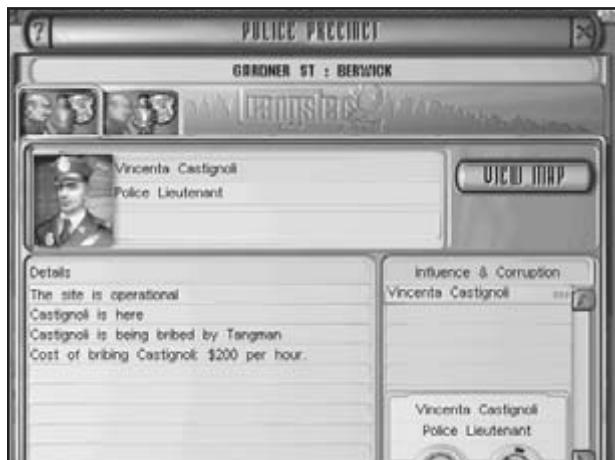 ?
POLICE PRECINCT
X
GARDNER ST : BERWICK
Gangsters 2
Vincenta Castignoli
Police Lieutenant
VIEW MAP
Details
The site is operational
Castignoli is here
Castignoli is being bribed by Tangman
Cost of bribing Castignoli: $200 per hour.
Influence & Corruption
Vincenta Castignoli
Vincenta Castignoli
Police Lieutenant